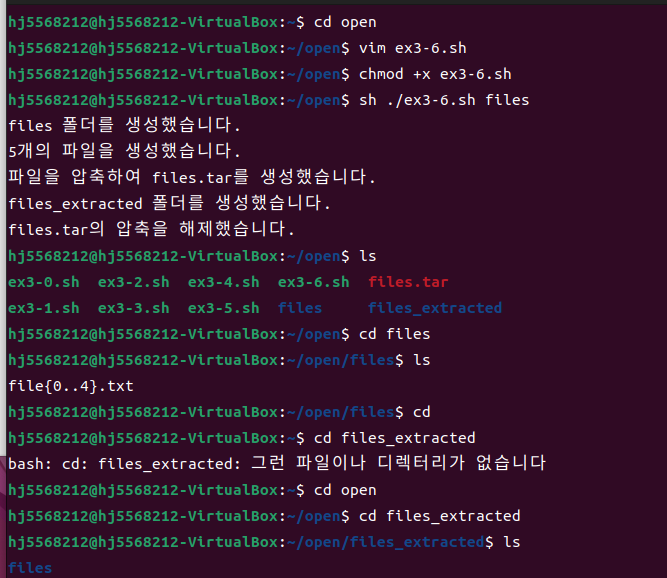 hj5568212@hj5568212-VirtualBox:~$ cd open
hj5568212@hj5568212-VirtualBox:~/open$ vim ex3-6.sh
hj5568212@hj5568212-VirtualBox:~/open$ chmod +x ex3-6.sh
hj5568212@hj5568212-VirtualBox:~/open$ sh ./ex3-6.sh files
files 폴더를 생성했습니다.
5개의 파일을 생성했습니다.
파일을 압축하여 files.tar를 생성했습니다.
files_extracted 폴더를 생성했습니다.
files.tar의 압축을 해제했습니다.
hj5568212@hj5568212-VirtualBox:~/open$ ls
ex3-0.sh  ex3-2.sh  ex3-4.sh  ex3-6.sh  files.tar
ex3-1.sh  ex3-3.sh  ex3-5.sh  files     files_extracted
hj5568212@hj5568212-VirtualBox:~/open$ cd files
hj5568212@hj5568212-VirtualBox:~/open/files$ ls
file{0..4}.txt
hj5568212@hj5568212-VirtualBox:~/open/files$ cd
hj5568212@hj5568212-VirtualBox:~$ cd files_extracted
bash: cd: files_extracted: 그런 파일이나 디렉터리가 없습니다
hj5568212@hj5568212-VirtualBox:~$ cd open
hj5568212@hj5568212-VirtualBox:~/open$ cd files_extracted
hj5568212@hj5568212-VirtualBox:~/open/files_extracted$ ls
files